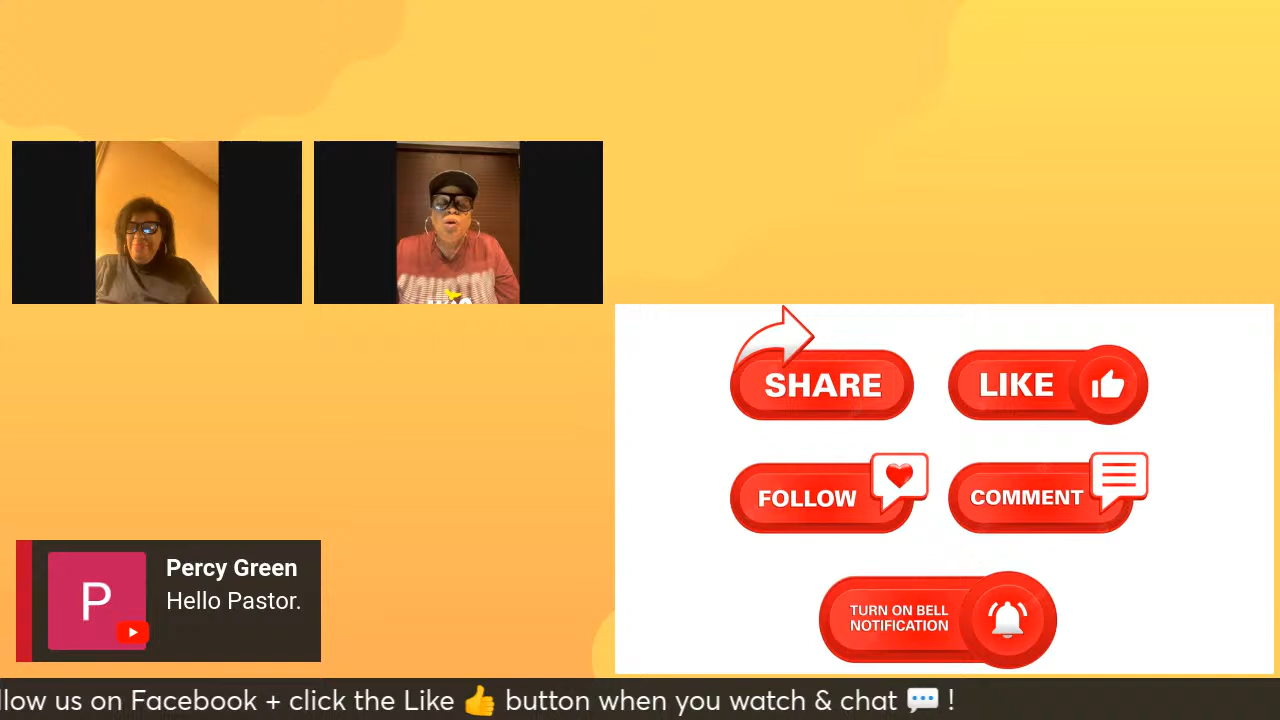 SHARE
LIKE
FOLLOW
COMMENT
TURN ON BELL
NOTIFICATION
P
Percy Green
Hello Pastor.
us on Facebook + click the Like 👍 button when you watch & chat 💬 !